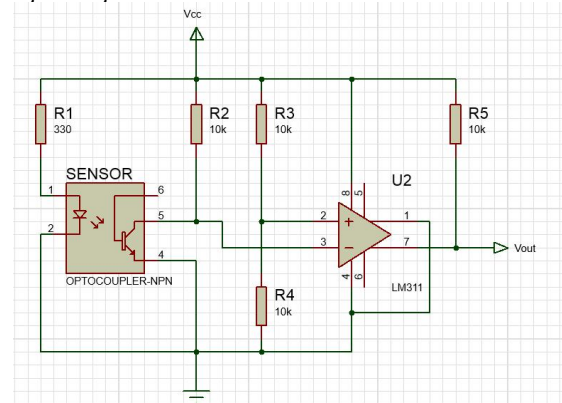 Vcc
R1
330
R2
10k
R3
10k
R5
10k
SENSOR
1
2
6
5
4
OPTOCOUPLER-NPN
U2
8
5
2
3
+
−
1
7
4
6
LM311
Vout
R4
10k